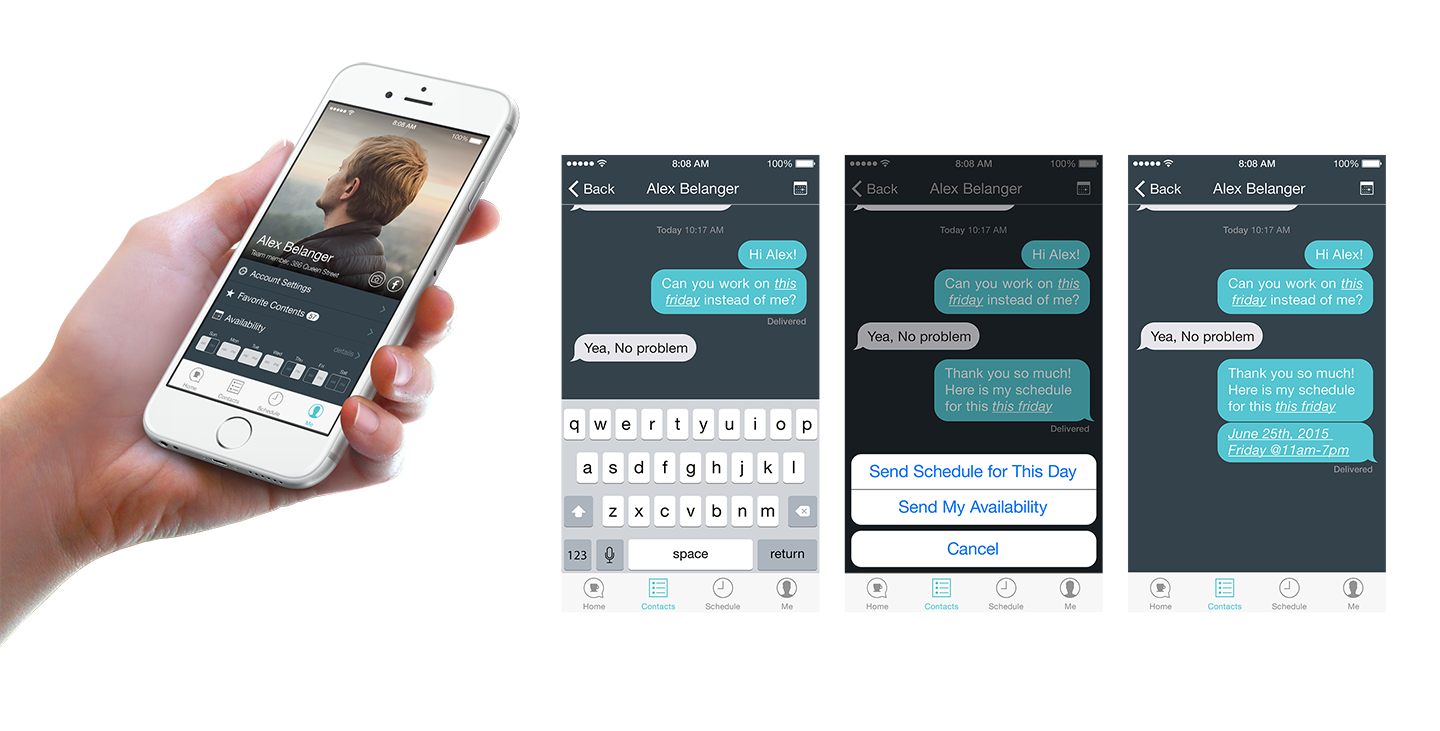 8:08 AM
100%
Alex Belanger
Team member, 386 Queen Street
Account Settings
Favorite Contents 57
Availability
details
Sun Mon Tue Wed Thu Fri Sat
Home Contacts Schedule Me
8:08 AM 100%
Back Alex Belanger
Today 10:17 AM
Hi Alex!
Can you work on this
friday instead of me?
Delivered
Yea, No problem
q w e r t y u i o p
a s d f g h j k l
z x c v b n m
123 space return
Home Contacts Schedule Me
8:08 AM 100%
Back Alex Belanger
Today 10:17 AM
Hi Alex!
Can you work on this
friday instead of me?
Yea, No problem
Thank you so much!
Here is my schedule
for this this friday
Delivered
Send Schedule for This Day
Send My Availability
Cancel
Home Contacts Schedule Me
8:08 AM 100%
Back Alex Belanger
Today 10:17 AM
Hi Alex!
Can you work on this
friday instead of me?
Yea, No problem
Thank you so much!
Here is my schedule
for this this friday
June 25th, 2015
Friday @11am-7pm
Delivered
Home Contacts Schedule Me